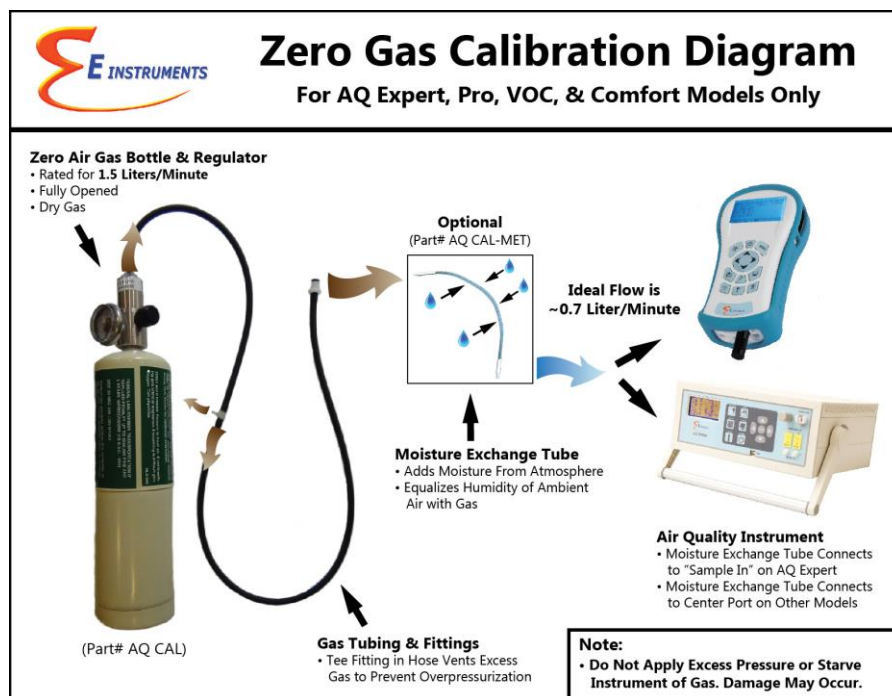 E INSTRUMENTS
Zero Gas Calibration Diagram
For AQ Expert, Pro, VOC, & Comfort Models Only
Zero Air Gas Bottle & Regulator
• Rated for 1.5 Liters/Minute
• Fully Opened
• Dry Gas
Optional
(Part# AQ CAL-MET)
Ideal Flow is
~0.7 Liter/Minute
Moisture Exchange Tube
• Adds Moisture From Atmosphere
• Equalizes Humidity of Ambient
Air with Gas
Air Quality Instrument
• Moisture Exchange Tube Connects
to “Sample In” on AQ Expert
• Moisture Exchange Tube Connects
to Center Port on Other Models
(Part# AQ CAL)
Gas Tubing & Fittings
• Tee Fitting in Hose Vents Excess
Gas to Prevent Overpressurization
Note:
• Do Not Apply Excess Pressure or Starve
Instrument of Gas. Damage May Occur.